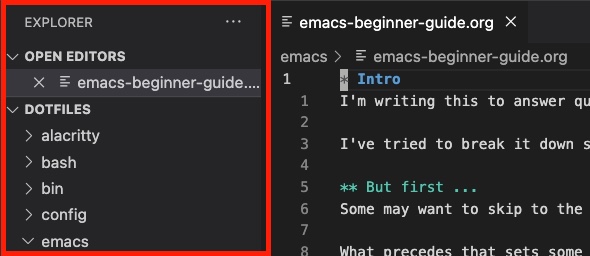 EXPLORER ...
OPEN EDITORS
emacs-beginner-guide....
DOTFILES
alacritty
bash
bin
config
emacs
emacs-beginner-guide.org
emacs > emacs-beginner-guide.org
1 * Intro
1 I'm writing this to answer qu
2
3 I've tried to break it down s
4
5 ** But first ...
6 Some may want to skip to the
7
8 What precedes that sets some